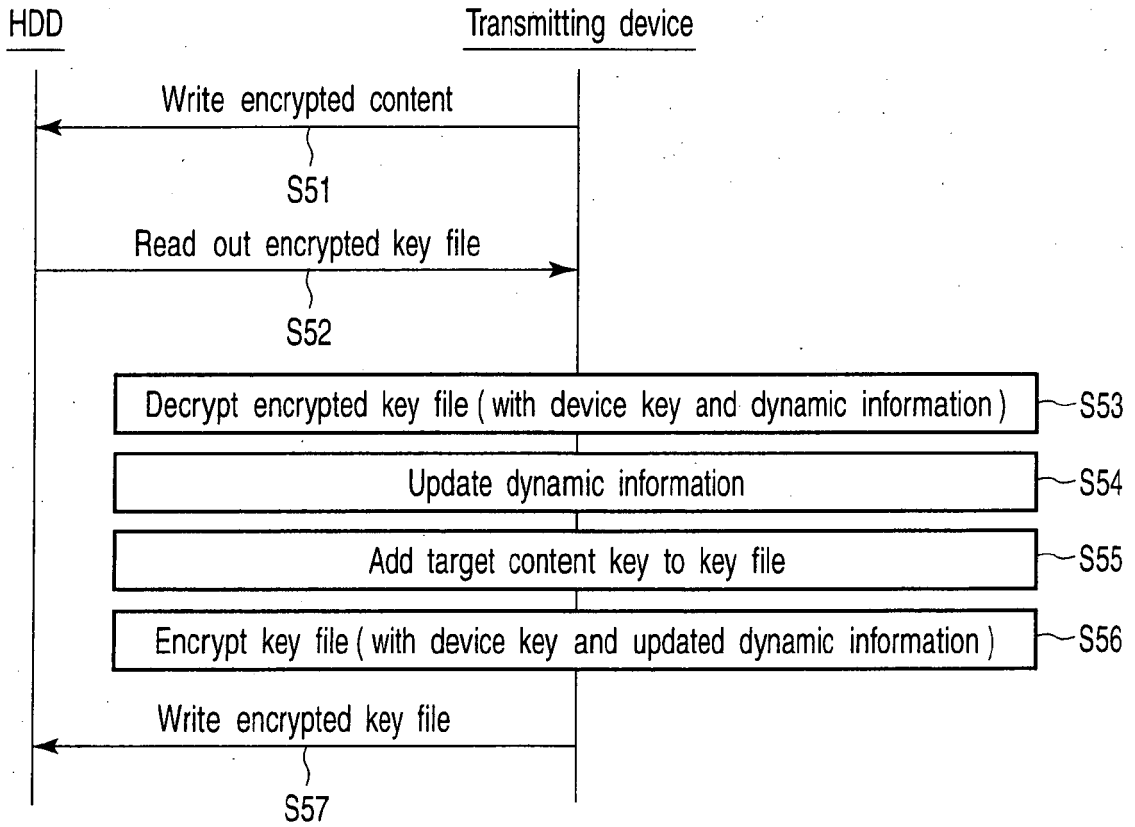 HDD
Transmitting device
Write encrypted content
S51
Read out encrypted key file
S52
Decrypt encrypted key file (with device key and dynamic information)
S53
Update dynamic information
S54
Add target content key to key file
S55
Encrypt key file (with device key and updated dynamic information)
S56
Write encrypted key file
S57